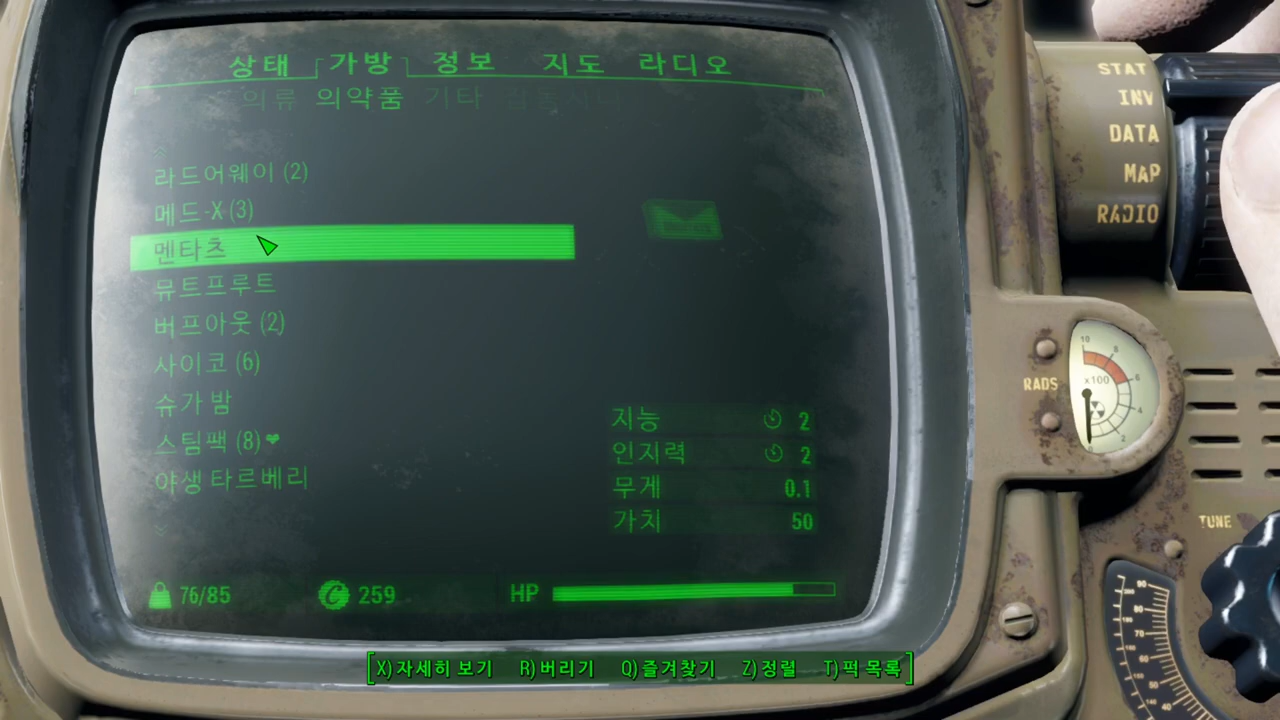 상태 가방 정보 지도 라디오
의류 의약품 기타
라드어웨이 (2)
메드-X (3)
멘타츠
뮤트프루트
버프아웃 (2)
사이코 (6)
슈가 밤
스팀팩 (8)
야생 타르베리
지능 2
인지력 2
무게 0.1
가치 50
76/85 259 HP
X)자세히 보기 R)버리기 Q)즐겨찾기 Z)정렬 T)퍽 목록
STAT
INV
DATA
MAP
RADIO
RADS
10 8 6 4 2
x100
TUNE